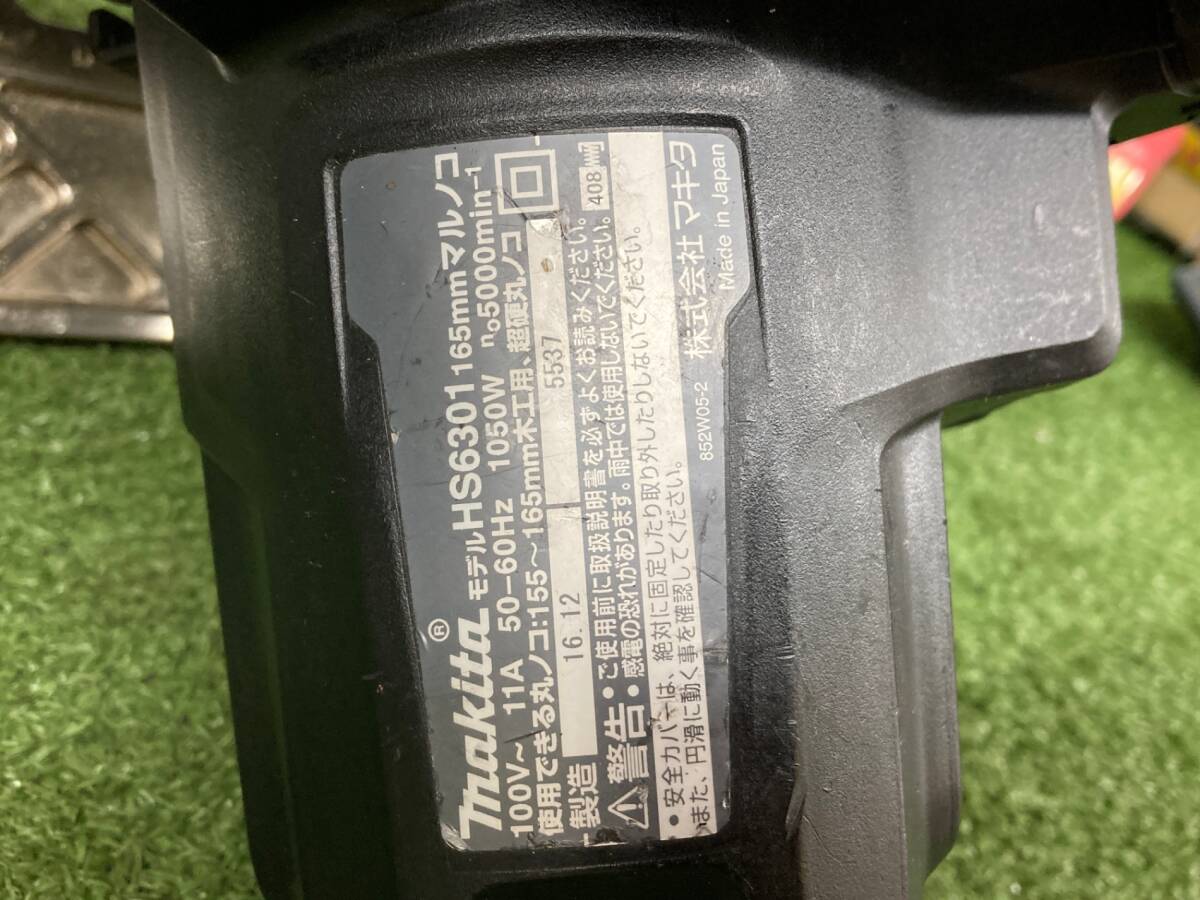 makita® モデル HS6301 165mmマルノコ
100V～ 11A 50-60Hz 1050W n₀5000min⁻¹
使用できる丸ノコ:155～165mm木工用、超硬丸ノコ
製造 16.12 5537
⚠警告 • ご使用前に取扱説明書を必ずよくお読みください。
• 感電の恐れがあります。雨中では使用しないでください。 408
• 安全カバーは、絶対に固定したり取り外したりしないでください。
また、円滑に動く事を確認してください。
852W05-2 株式会社 マキタ
Made in Japan